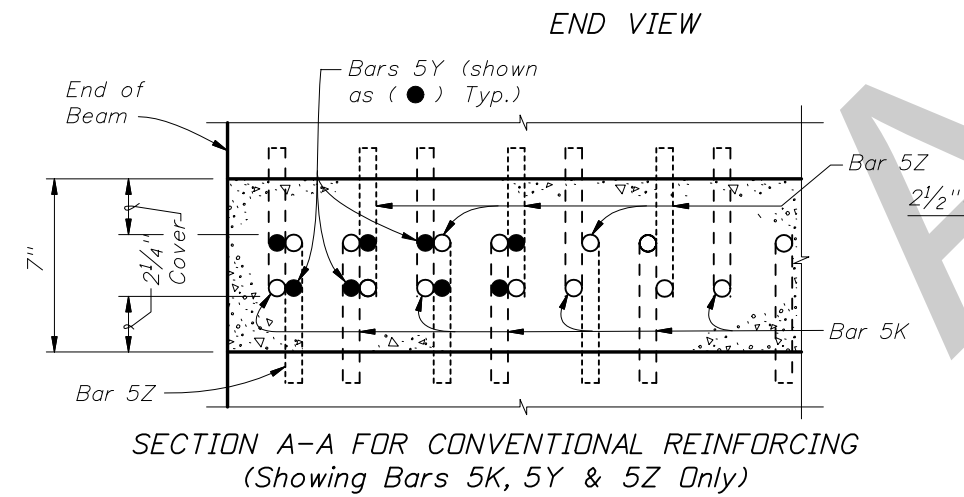 END VIEW
Bars 5Y (shown
as ( ● ) Typ.)
End of
Beam
Bar 5Z
2½"
7"
2¼"
Cover
Bar 5K
Bar 5Z
SECTION A-A FOR CONVENTIONAL REINFORCING
(Showing Bars 5K, 5Y & 5Z Only)